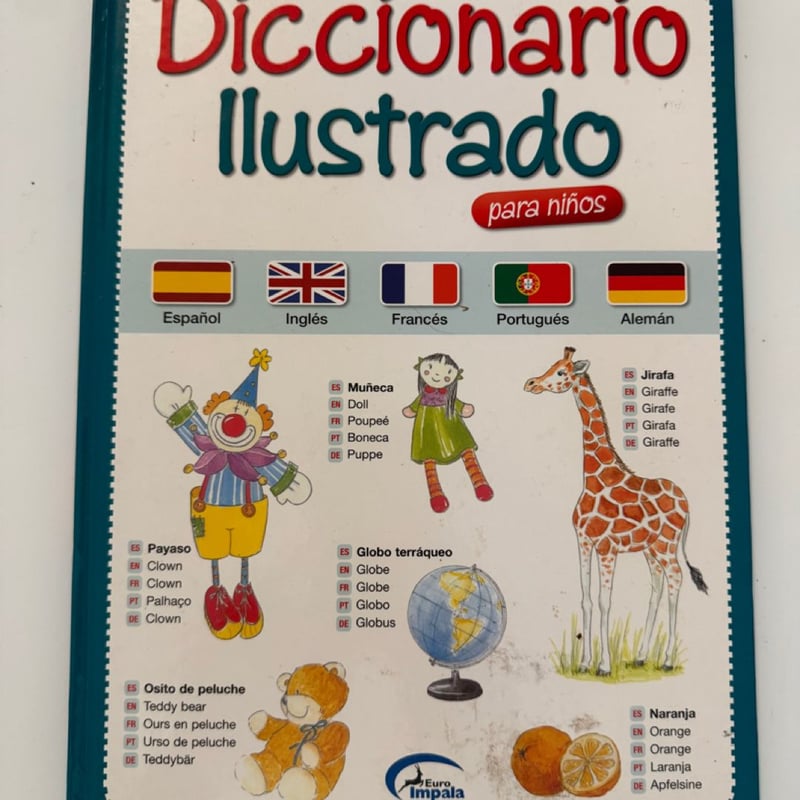 Diccionario
Ilustrado
para niños
Español
Inglés
Francés
Portugués
Alemán
ES Muñeca
EN Doll
FR Poupeé
PT Boneca
DE Puppe
ES Jirafa
EN Giraffe
FR Girafe
PT Girafa
DE Giraffe
ES Payaso
EN Clown
FR Clown
PT Palhaço
DE Clown
ES Globo terráqueo
EN Globe
FR Globe
PT Globo
DE Globus
ES Osito de peluche
EN Teddy bear
FR Ours en peluche
PT Urso de peluche
DE Teddybär
ES Naranja
EN Orange
FR Orange
PT Laranja
DE Apfelsine
Euro
Impala